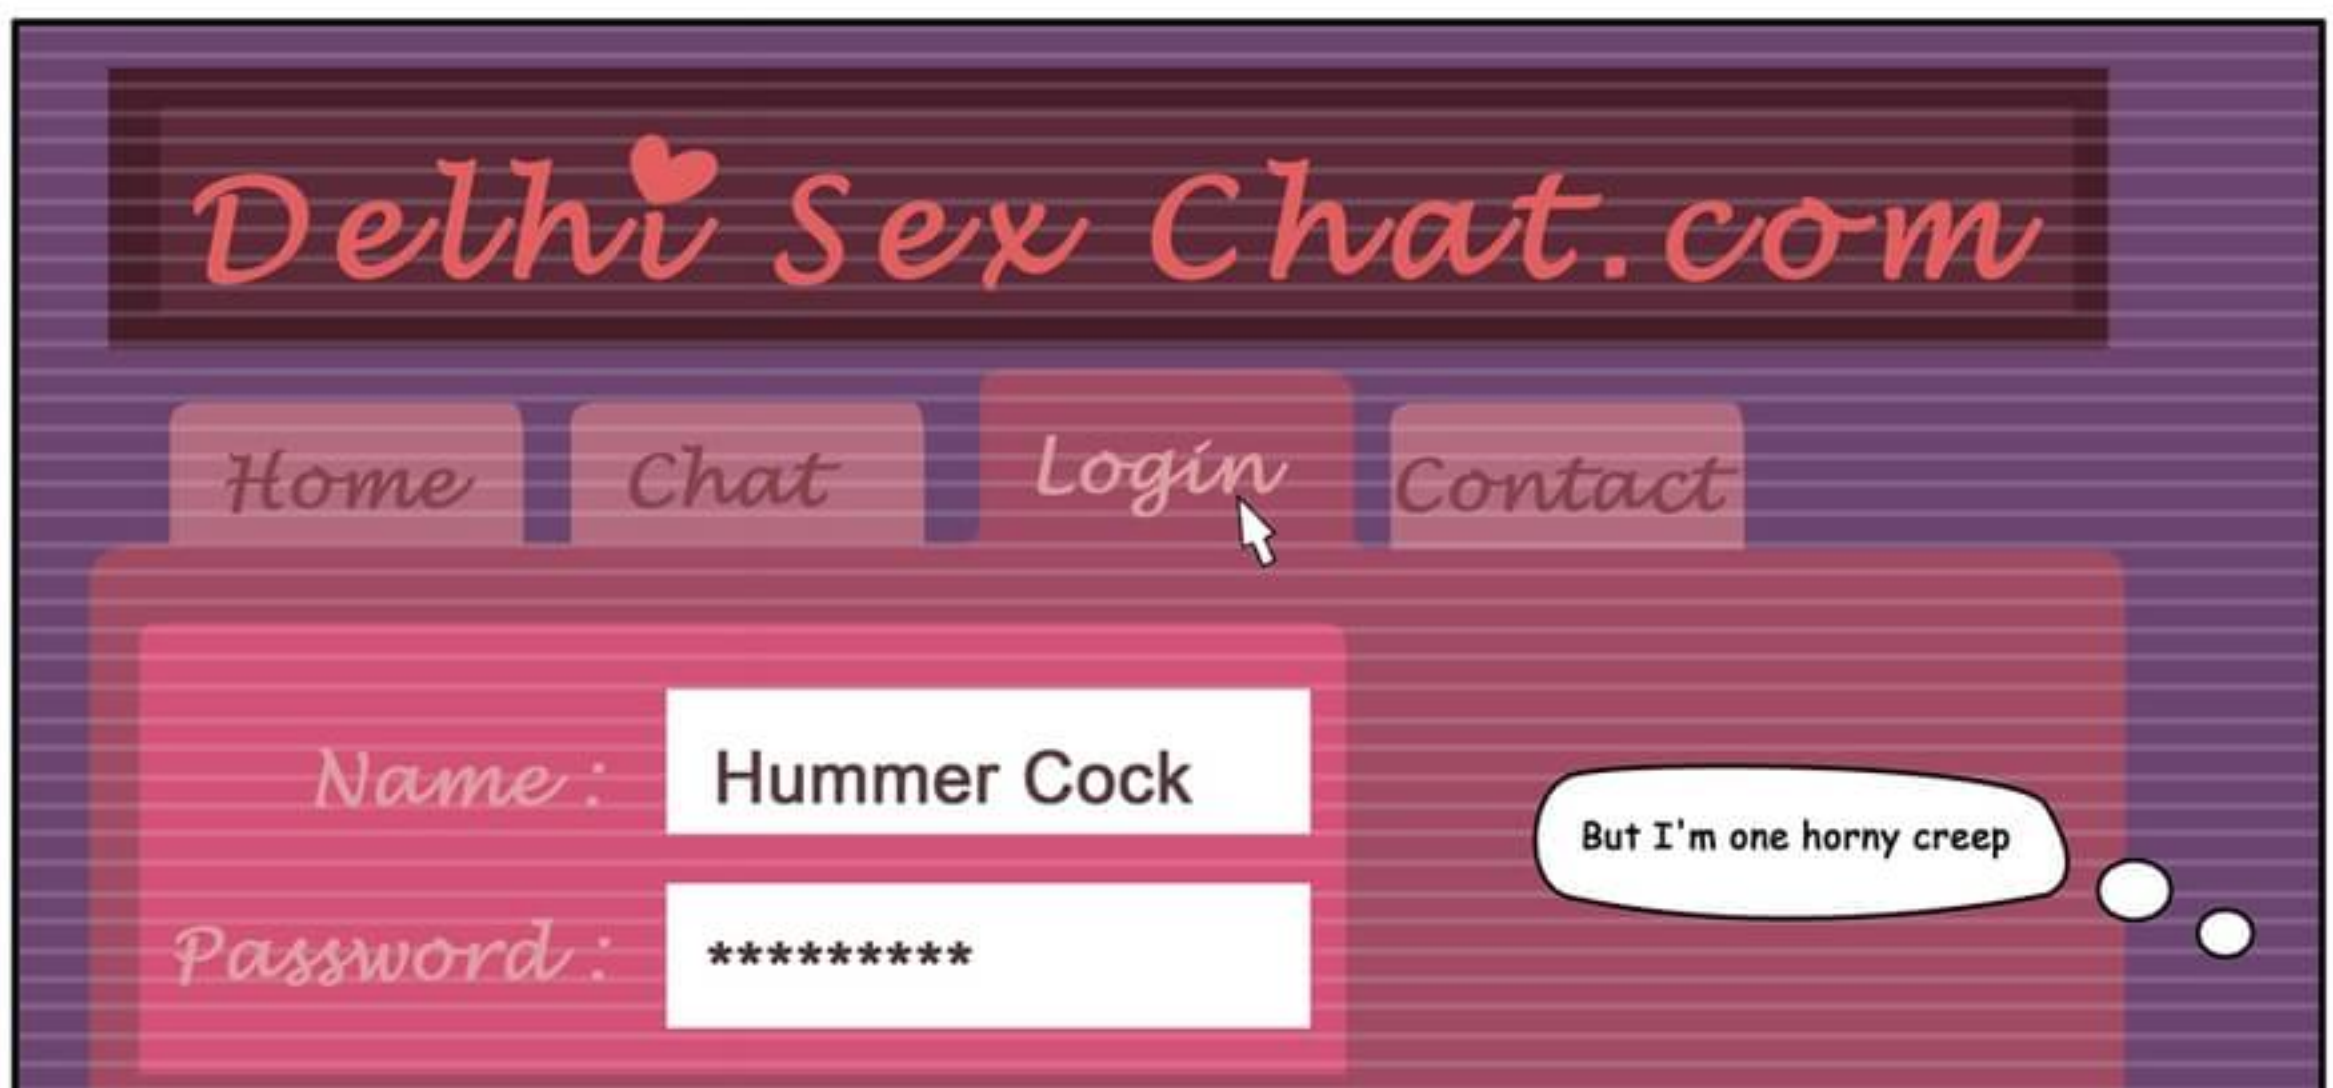 Delhi Sex Chat.com
Home Chat Login Contact
Name : Hummer Cock
But I'm one horny creep
Password : *********